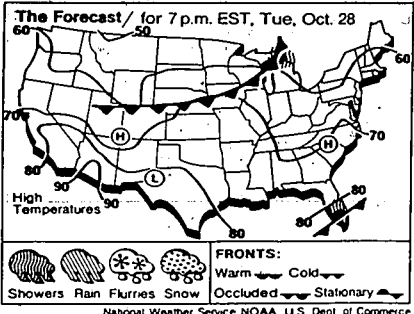 The Forecast/ for 7 p.m. EST, Tue, Oct. 28
60
50
60
70
H
H
70
80
L
90
80
High
Temperatures
90
80
80
FRONTS:
Warm Cold
Showers Rain Flurries Snow
Occluded Stationary
National Weather Service NOAA U.S. Dept. of Commerce